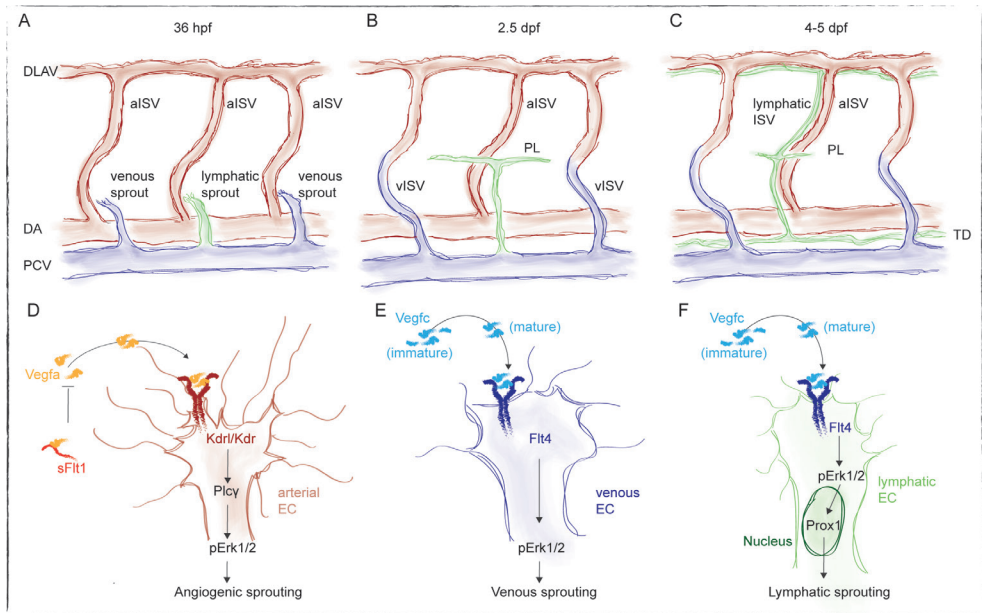 A
36 hpf
DLAV
aISV
aISV
aISV
venous
sprout
lymphatic
sprout
venous
sprout
DA
PCV
B
2.5 dpf
aISV
PL
vISV
vISV
C
4-5 dpf
lymphatic
ISV
aISV
PL
TD
D
Vegfa
sFlt1
Kdrl/Kdr
Plcγ
arterial
EC
pErk1/2
Angiogenic sprouting
E
Vegfc
(immature)
(mature)
Flt4
venous
EC
pErk1/2
Venous sprouting
F
Vegfc
(immature)
(mature)
Flt4
pErk1/2
lymphatic
EC
Prox1
Nucleus
Lymphatic sprouting